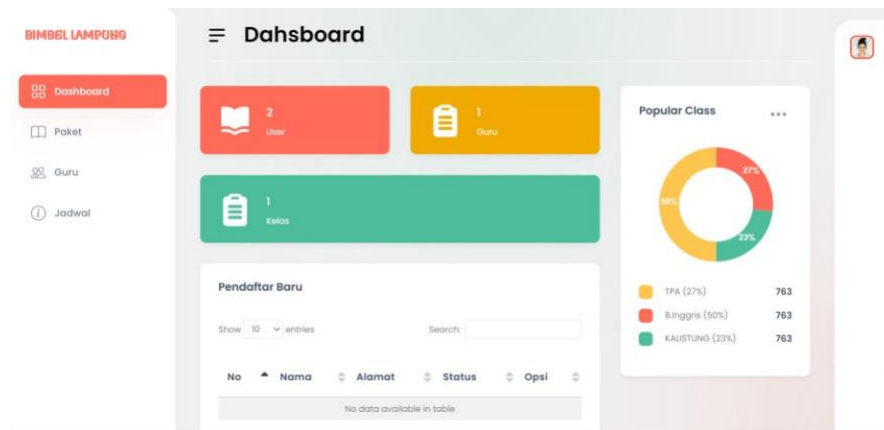 BIMBEL LAMPUNG
Dashboard
Paket
Guru
Jadwal
Dahsboard
2
User
1
Guru
1
Kelas
Popular Class
27%
50%
23%
TPA (27%) 763
B.Inggris (50%) 763
KALISTUNG (23%) 763
Pendaftar Baru
Show 10 entries Search:
No Nama Alamat Status Opsi
No data available in table